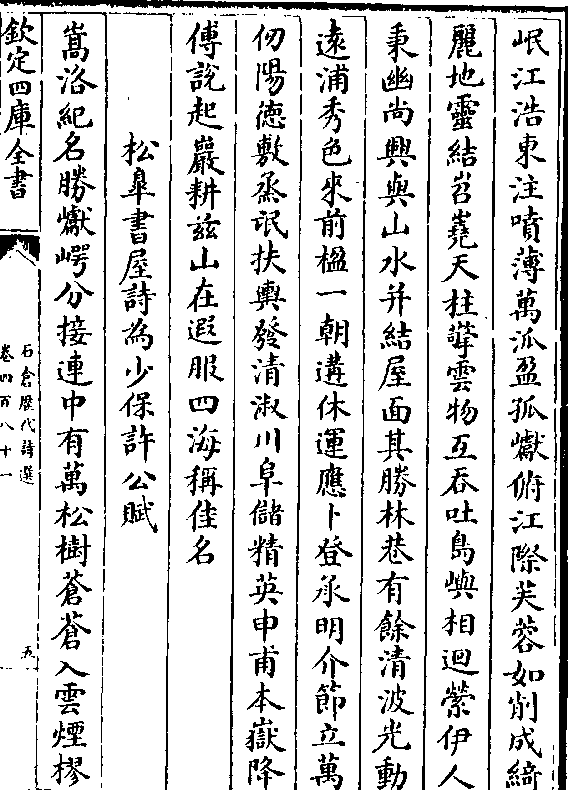 岷江浩東注噴薄萬派盈孤巘俯江際芙蓉如削成綺
麗地靈結岧嶤天柱擎雲物互吞吐島嶼相迴縈伊人
秉幽尚興與山水并結屋面其勝林巷有餘清波光動
遠浦秀色來前楹一朝遘休運應卜登承明介節立萬
仞陽德敷烝氓扶輿發清淑川阜儲精英申甫本嶽降
傅說起巖耕茲山在遐服四海稱佳名
松臯書屋詩為少保許公賦
嵩洛紀名勝巘崿分接連中有萬松樹蒼蒼入雲煙樛
欽定四庫全書
石倉歷代詩選
卷四百八十一
五